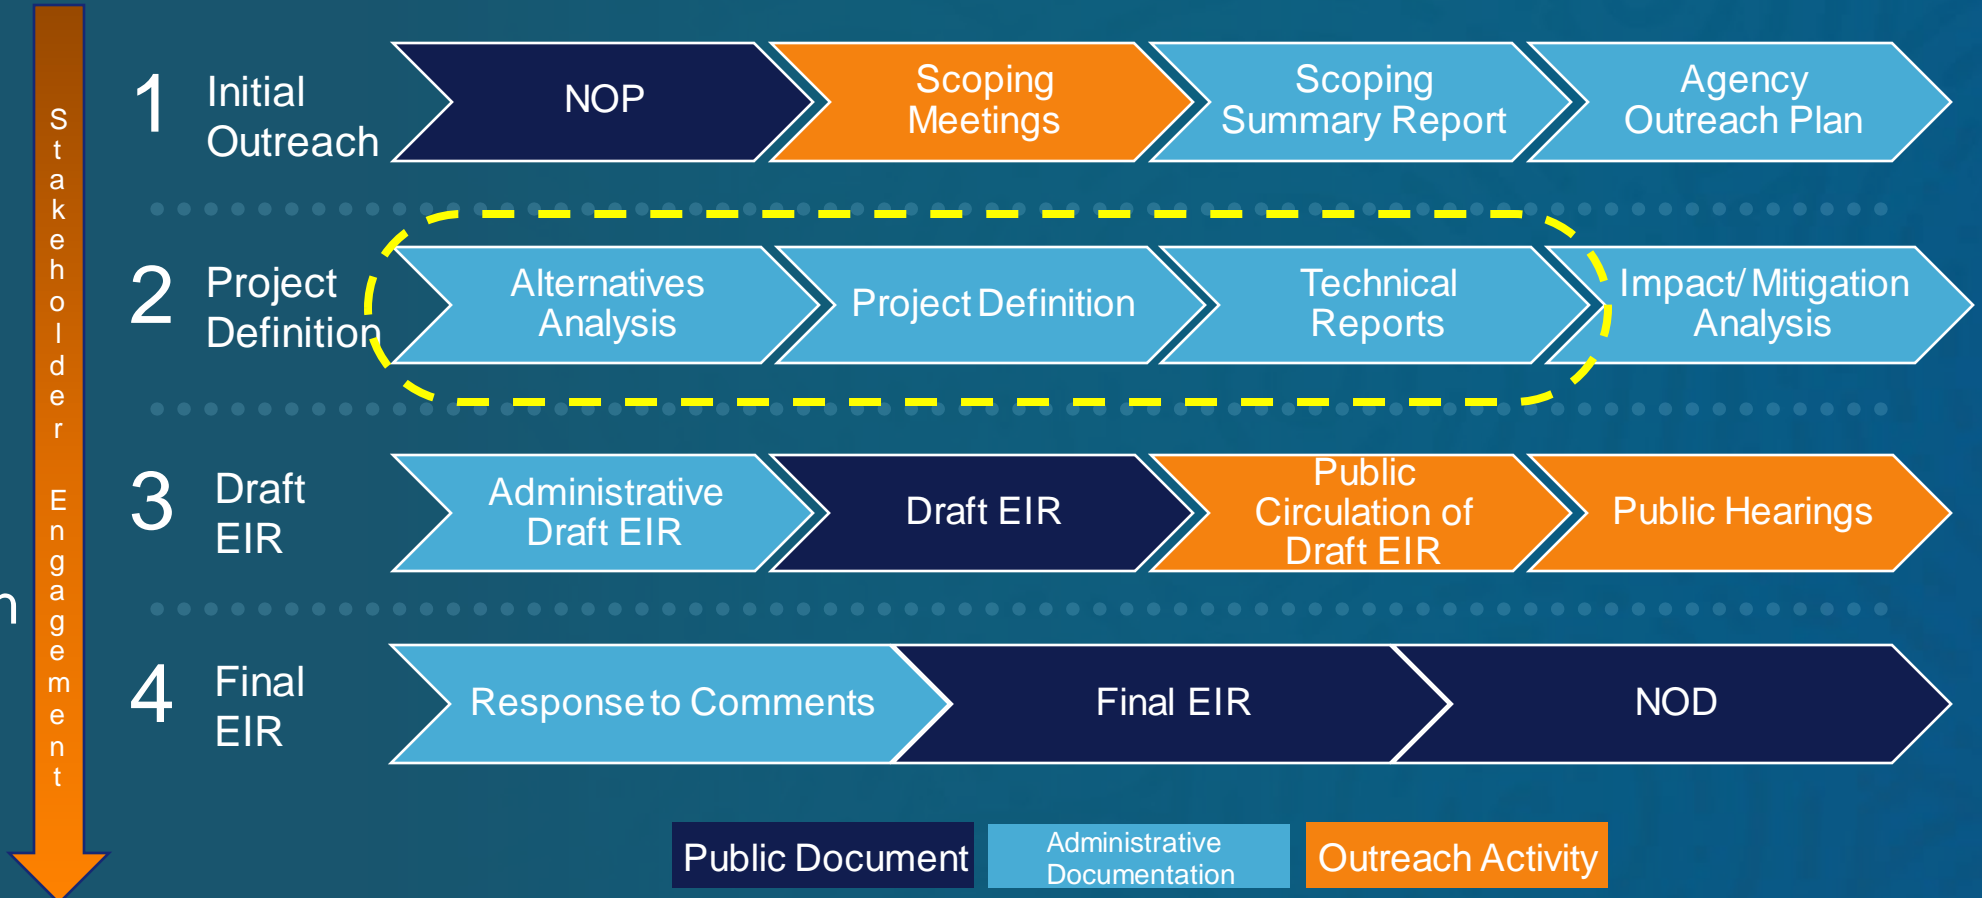 Stakeholder Engagement
1 Initial
Outreach
NOP
Scoping
Meetings
Scoping
Summary Report
Agency
Outreach Plan
2 Project
Definition
Alternatives
Analysis
Project Definition
Technical
Reports
Impact/Mitigation
Analysis
3 Draft
EIR
Administrative
Draft EIR
Draft EIR
Public
Circulation of
Draft EIR
Public Hearings
n
4 Final
EIR
Response to Comments
Final EIR
NOD
Public Document
Administrative
Documentation
Outreach Activity